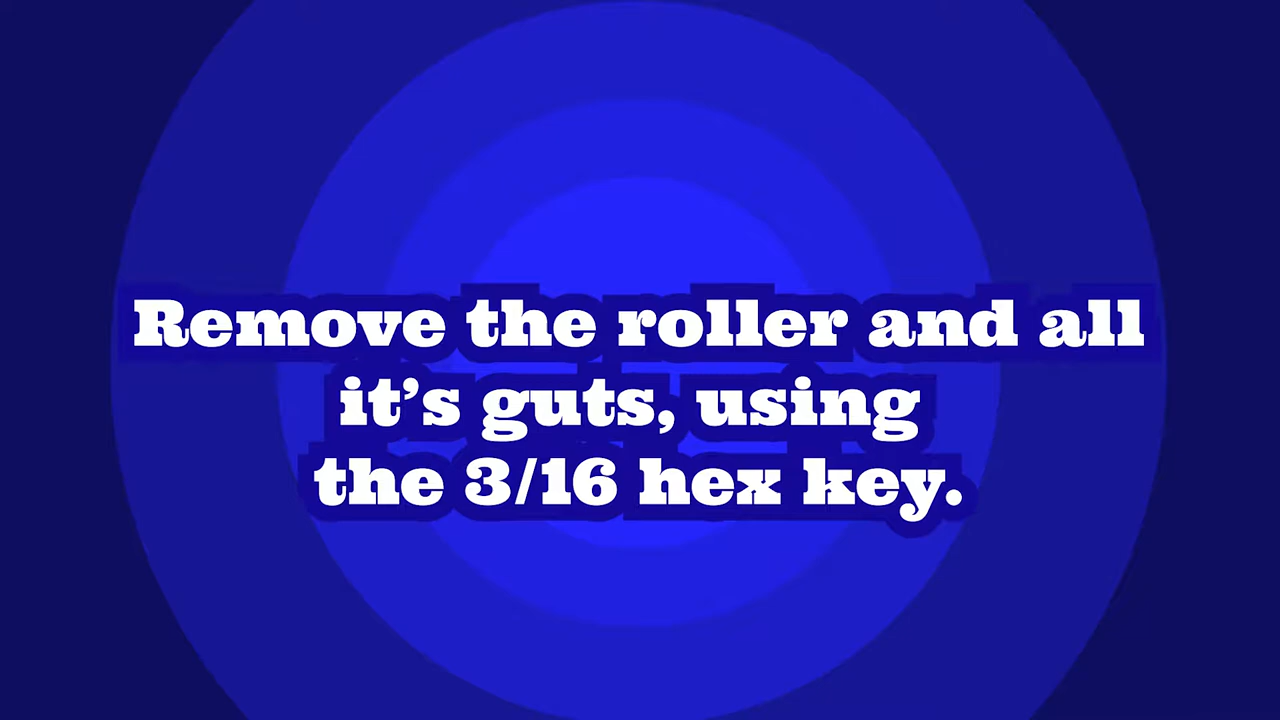 Remove the roller and all
it’s guts, using
the 3/16 hex key.